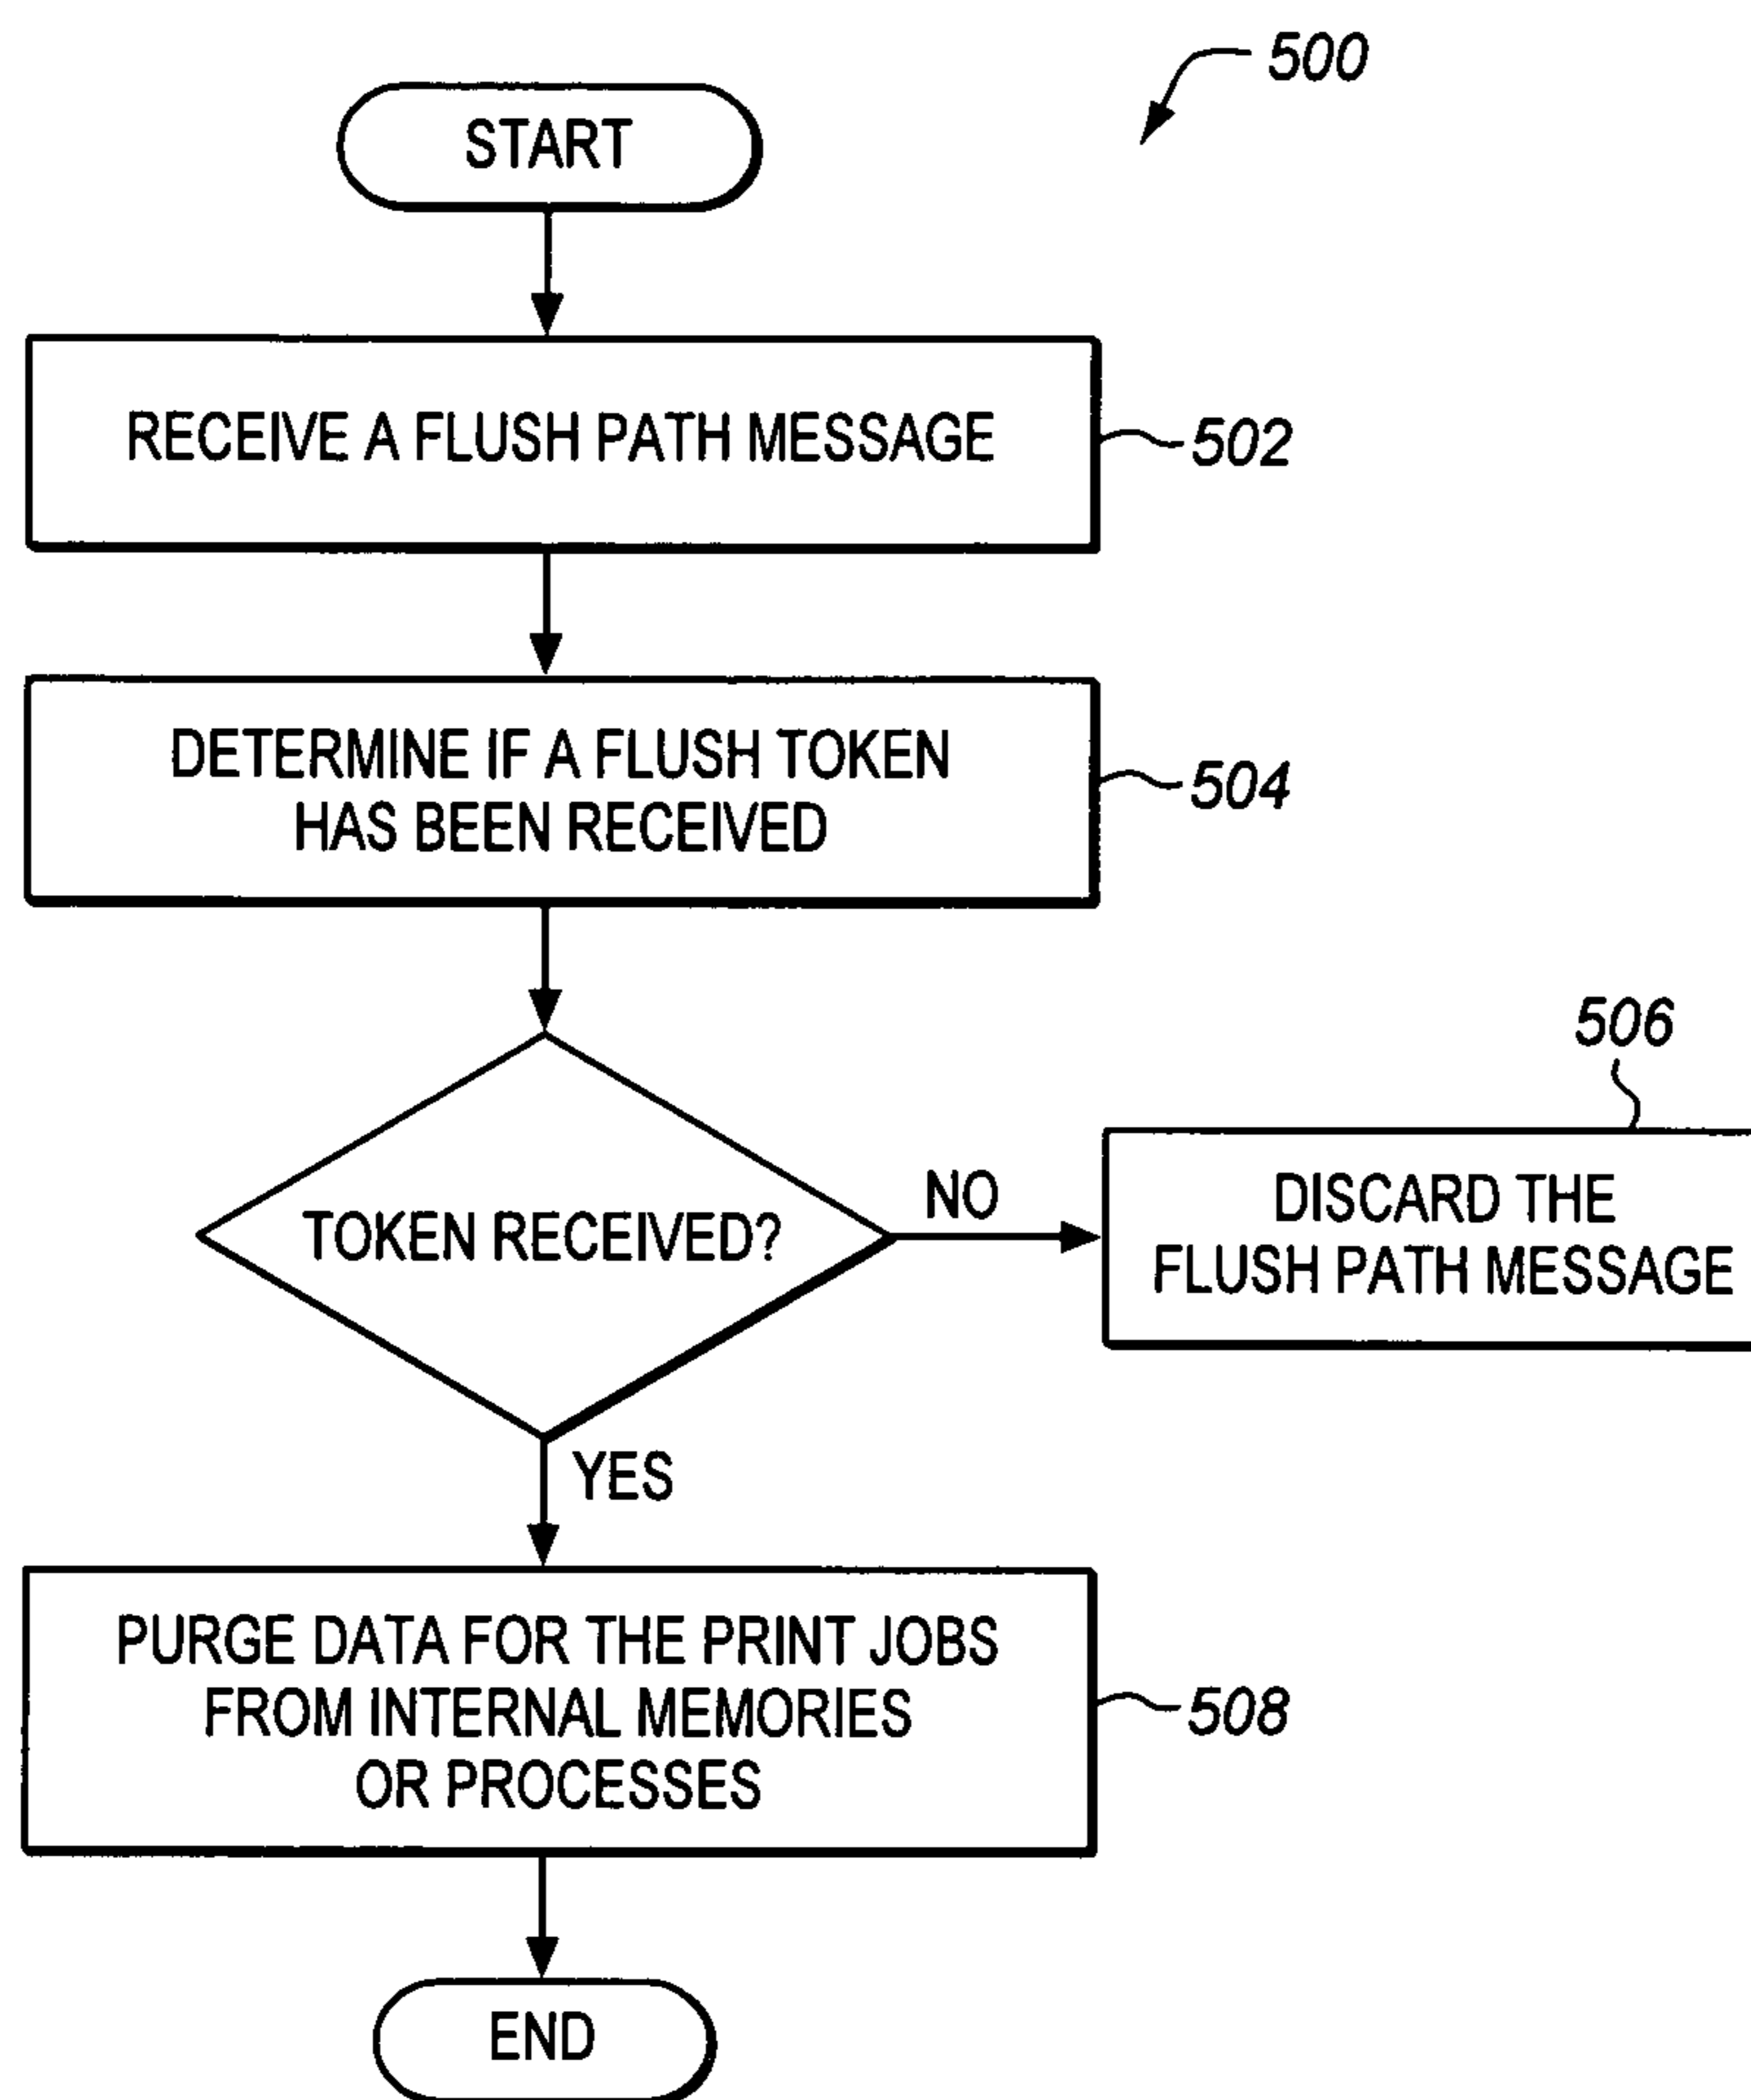 500
START
RECEIVE A FLUSH PATH MESSAGE
502
DETERMINE IF A FLUSH TOKEN
HAS BEEN RECEIVED
504
TOKEN RECEIVED?
NO
506
DISCARD THE
FLUSH PATH MESSAGE
YES
PURGE DATA FOR THE PRINT JOBS
FROM INTERNAL MEMORIES
OR PROCESSES
508
END